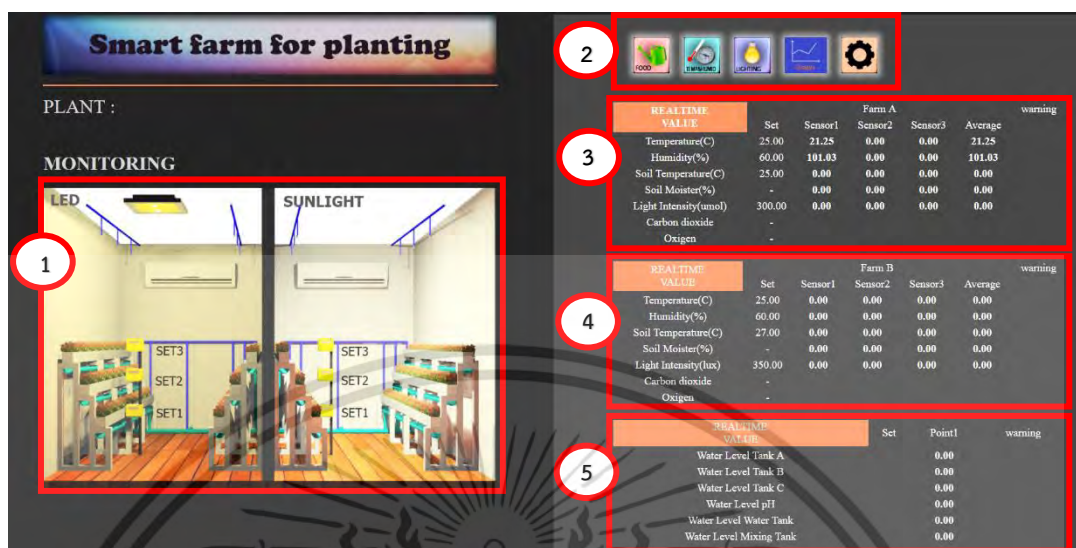 Smart farm for planting
PLANT :
MONITORING
1
LED
SUNLIGHT
SET3
SET2
SET1
SET3
SET2
SET1
2
FOOD
LIGHTING
3
REALTIME VALUE Farm A warning
Set Sensor1 Sensor2 Sensor3 Average
Temperature(C) 25.00 21.25 0.00 0.00 21.25
Humidity(%) 60.00 101.03 0.00 0.00 101.03
Soil Temperature(C) 25.00 0.00 0.00 0.00 0.00
Soil Moister(%) - 0.00 0.00 0.00 0.00
Light Intensity(umol) 300.00 0.00 0.00 0.00 0.00
Carbon dioxide -
Oxigen -
4
REALTIME VALUE Farm B warning
Set Sensor1 Sensor2 Sensor3 Average
Temperature(C) 25.00 0.00 0.00 0.00 0.00
Humidity(%) 60.00 0.00 0.00 0.00 0.00
Soil Temperature(C) 27.00 0.00 0.00 0.00 0.00
Soil Moister(%) - 0.00 0.00 0.00 0.00
Light Intensity(lux) 350.00 0.00 0.00 0.00 0.00
Carbon dioxide -
Oxigen -
5
REALTIME VALUE Set Point1 warning
Water Level Tank A 0.00
Water Level Tank B 0.00
Water Level Tank C 0.00
Water Level pH 0.00
Water Level Water Tank 0.00
Water Level Mixing Tank 0.00